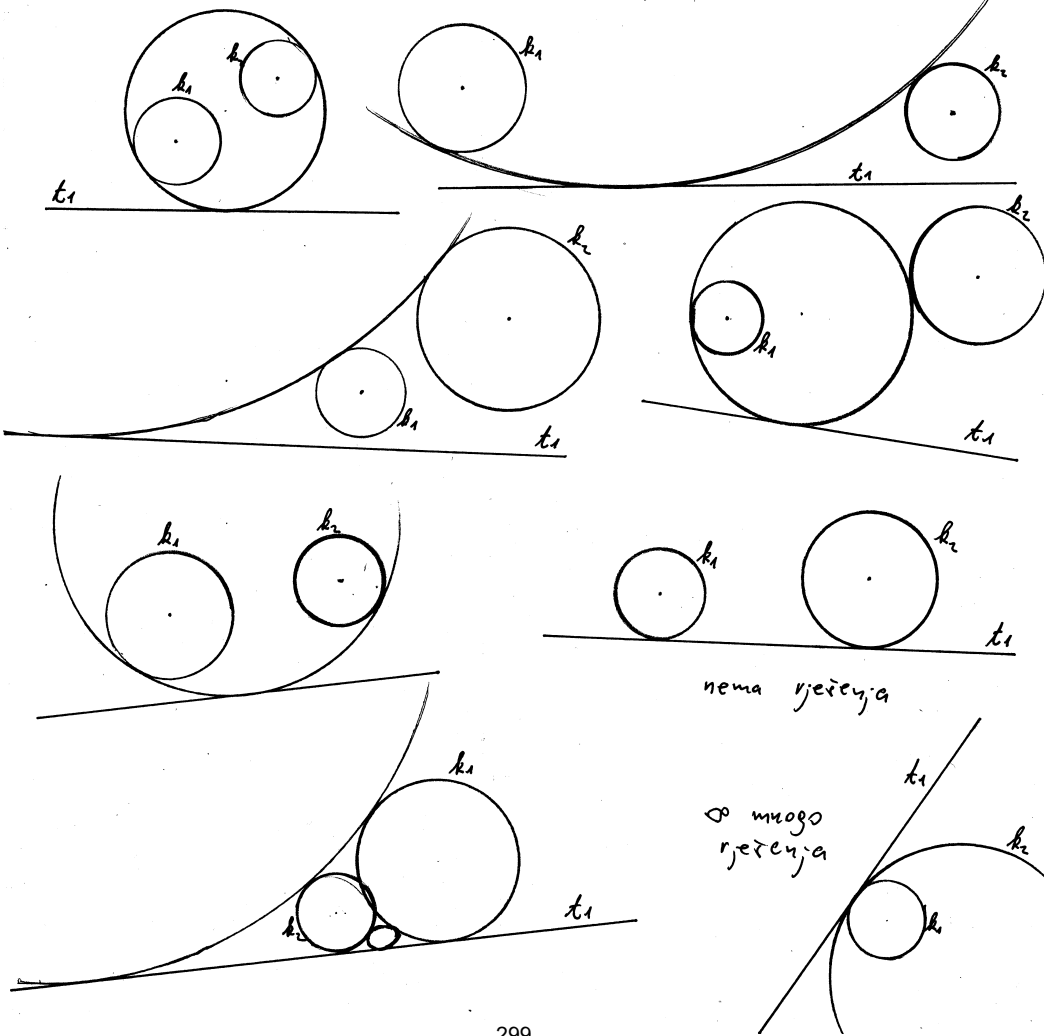 k₁
k₂
t₁
k₁
k₂
t₁
k₂
k₁
t₁
k₂
k₁
t₁
k₁
k₂
k₁
k₂
t₁
nema rješenja
k₁
k₂
t₁
t₁
∞ mnogo
rješenja
k₂
k₁
299